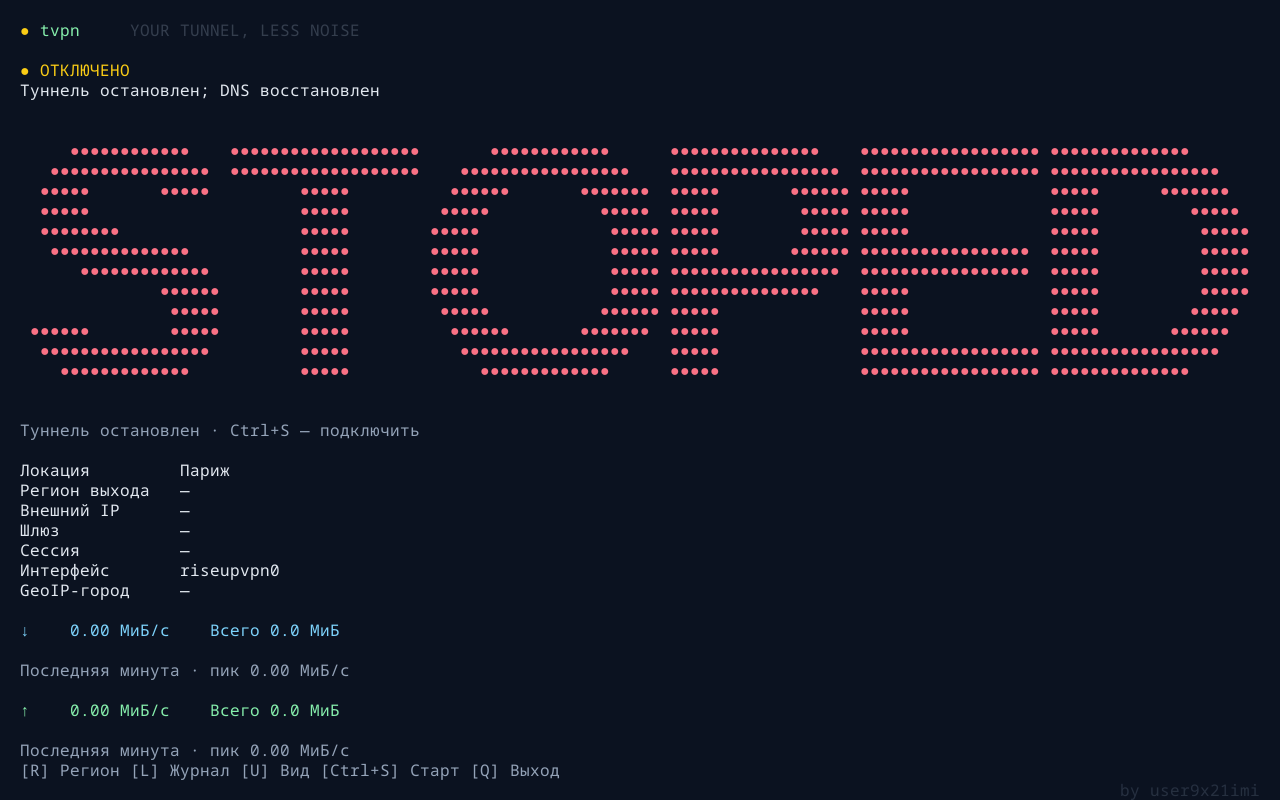 ● tvpn YOUR TUNNEL, LESS NOISE
● ОТКЛЮЧЕНО
Туннель остановлен; DNS восстановлен
STOPED
Туннель остановлен · Ctrl+S — подключить
Локация Париж
Регион выхода —
Внешний IP —
Шлюз —
Сессия —
Интерфейс riseupvpn0
GeoIP-город —
↓ 0.00 МиБ/с Всего 0.0 МиБ
Последняя минута · пик 0.00 МиБ/с
↑ 0.00 МиБ/с Всего 0.0 МиБ
Последняя минута · пик 0.00 МиБ/с
[R] Регион [L] Журнал [U] Вид [Ctrl+S] Старт [Q] Выход
by user9x21imi